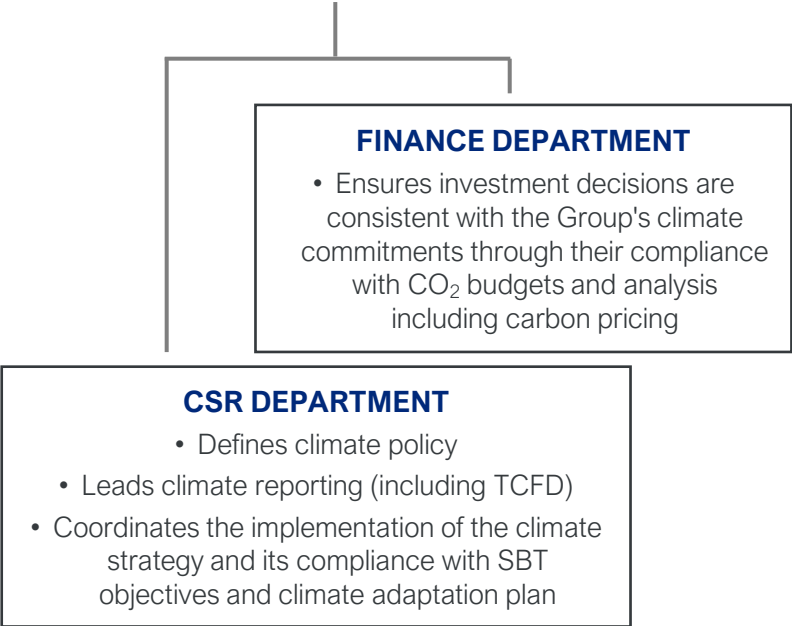 FINANCE DEPARTMENT
• Ensures investment decisions are
consistent with the Group's climate
commitments through their compliance
with CO₂ budgets and analysis
including carbon pricing
CSR DEPARTMENT
• Defines climate policy
• Leads climate reporting (including TCFD)
• Coordinates the implementation of the climate
strategy and its compliance with SBT
objectives and climate adaptation plan